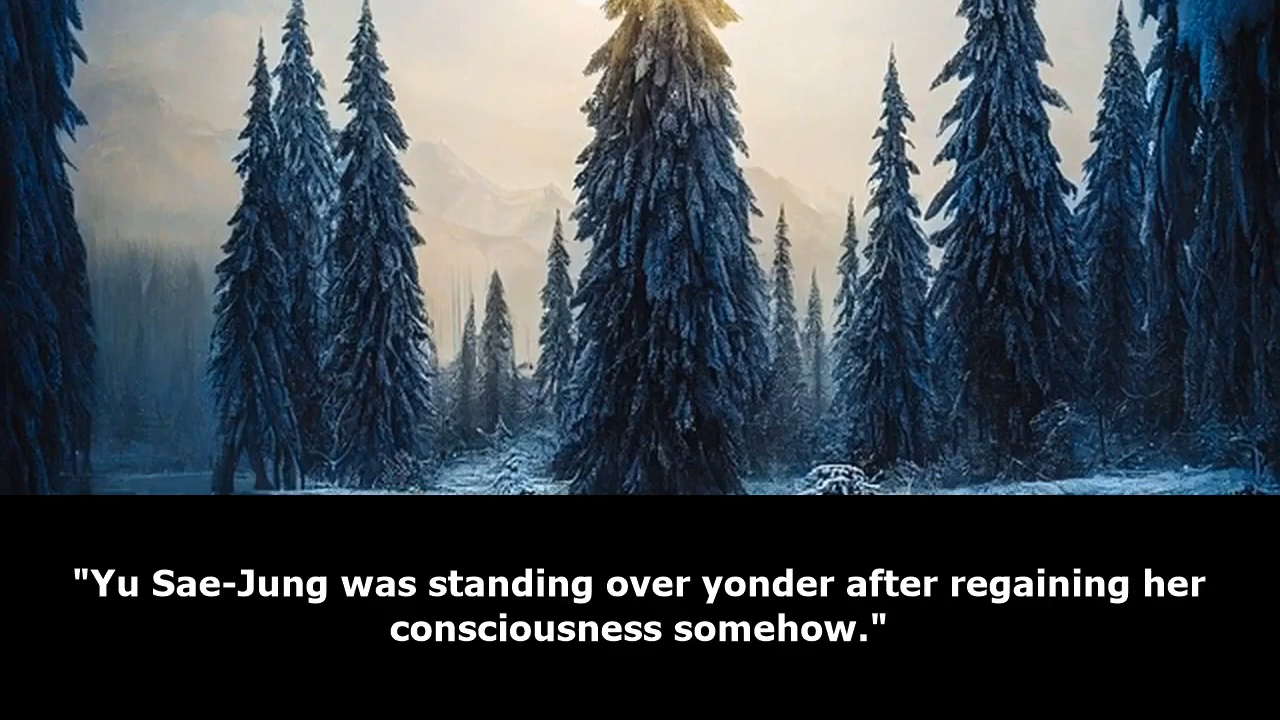 "Yu Sae-Jung was standing over yonder after regaining her
consciousness somehow."